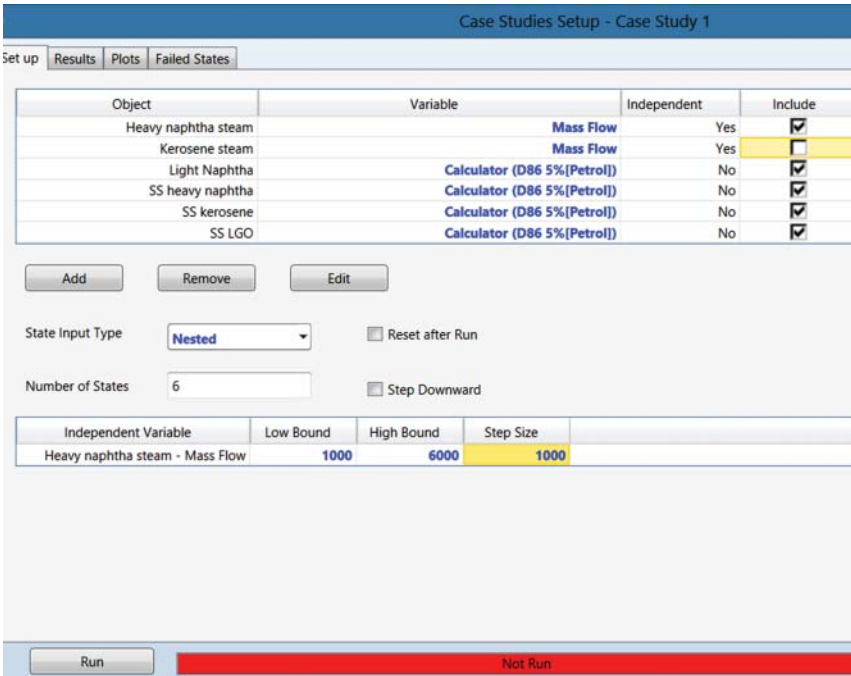 Case Studies Setup - Case Study 1
Set up Results Plots Failed States
Object Variable Independent Include
Heavy naphtha steam Mass Flow Yes
Kerosene steam Mass Flow Yes
Light Naphtha Calculator (D86 5%[Petrol]) No
SS heavy naphtha Calculator (D86 5%[Petrol]) No
SS kerosene Calculator (D86 5%[Petrol]) No
SS LGO Calculator (D86 5%[Petrol]) No
Add Remove Edit
State Input Type Nested Reset after Run
Number of States 6 Step Downward
Independent Variable Low Bound High Bound Step Size
Heavy naphtha steam - Mass Flow 1000 6000 1000
Run Not Run